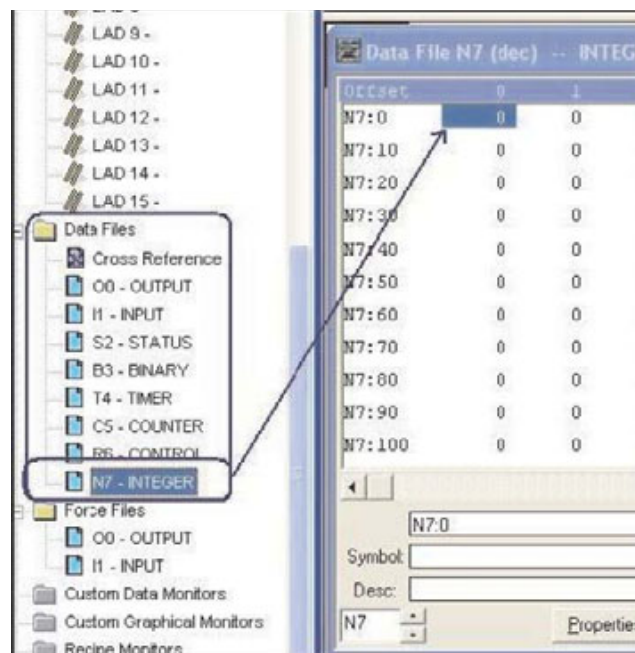 LAD 9 -
LAD 10 -
LAD 11 -
LAD 12 -
LAD 13 -
LAD 14 -
LAD 15 -
Data Files
Cross Reference
O0 - OUTPUT
I1 - INPUT
S2 - STATUS
B3 - BINARY
T4 - TIMER
C5 - COUNTER
R6 - CONTROL
N7 - INTEGER
Force Files
O0 - OUTPUT
I1 - INPUT
Custom Data Monitors
Custom Graphical Monitors
Recipe Monitors
Data File N7 (dec) -- INTEG
Offset 0 1
N7:0 0 0
N7:10 0 0
N7:20 0 0
N7:30 0 0
N7:40 0 0
N7:50 0 0
N7:60 0 0
N7:70 0 0
N7:80 0 0
N7:90 0 0
N7:100 0 0
N7:0
Symbol:
Desc:
N7 Properties